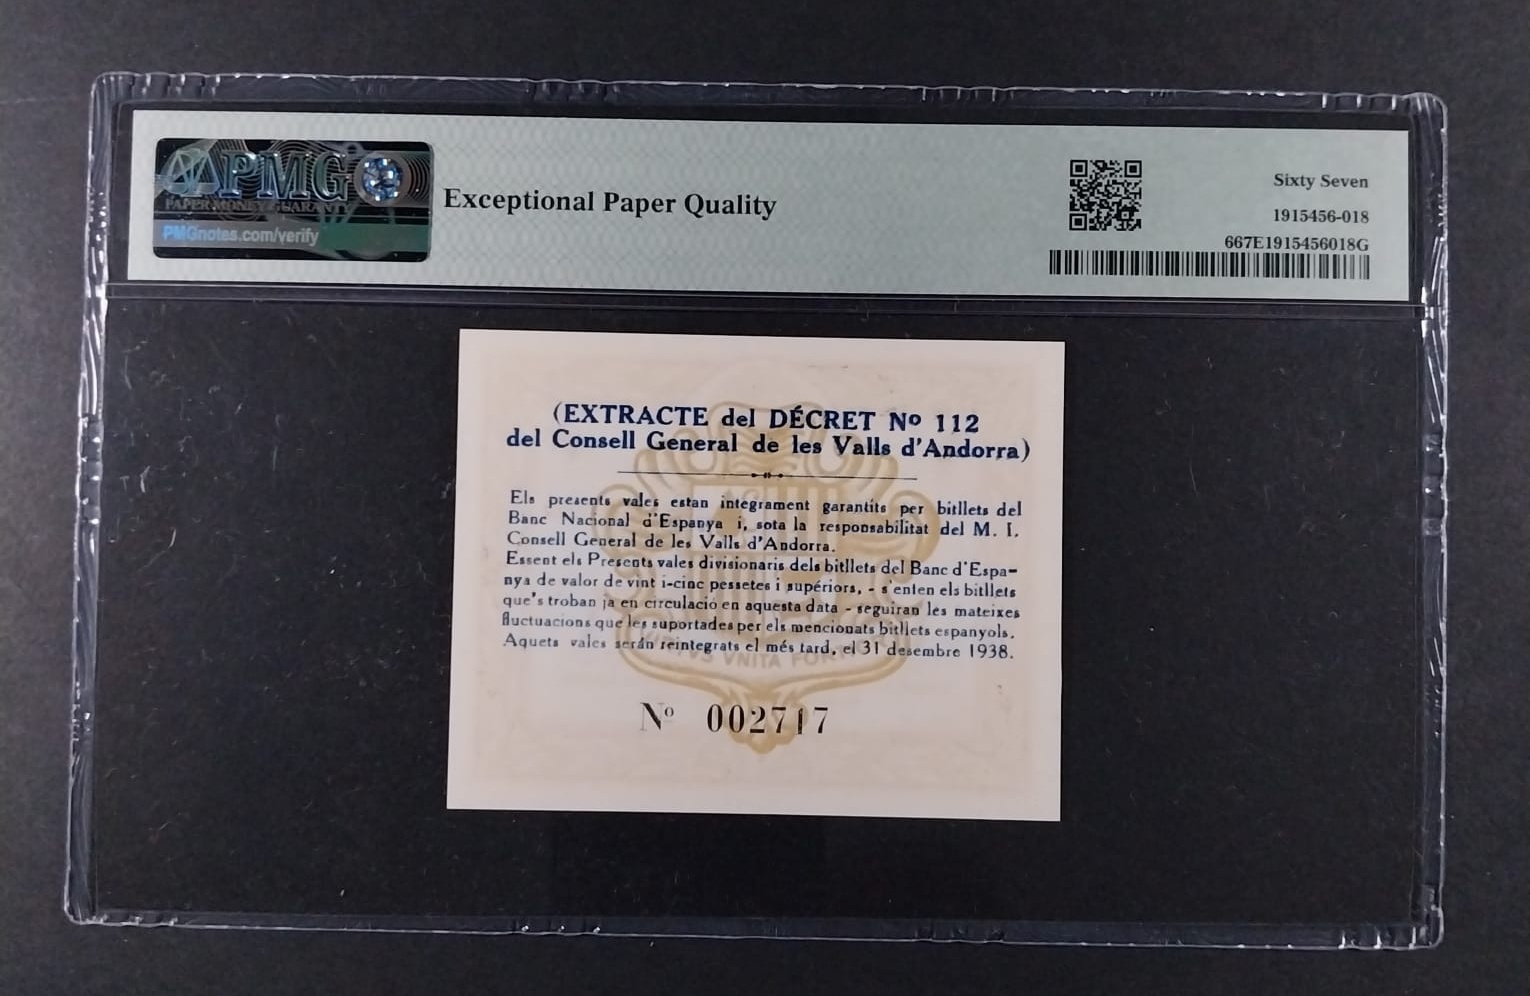 PMG
PAPER MONEY GUARANTY
PMGnotes.com/verify
Exceptional Paper Quality
Sixty Seven
1915456-018
667E1915456018G
(EXTRACTE del DÉCRET Nº 112
del Consell General de les Valls d'Andorra)
Els presents vales estan integrament garantits per bitllets del
Banc Nacional d'Espanya i, sota la responsabilitat del M. I.
Consell General de les Valls d'Andorra.
Essent els Presents vales divisionaris dels bitllets del Banc d'Espa-
nya de valor de vint i-cinc pessetes i supériors, - s'enten els bitllets
que's troban ja en circulació en aquesta data - seguiran les mateixes
fluctuacions que les suportades per els mencionats bitllets espanyols.
Aquets vales serán reintegrats el més tard, el 31 desembre 1938.
VIRTVS VNITA FORTIOR
Nº 002717